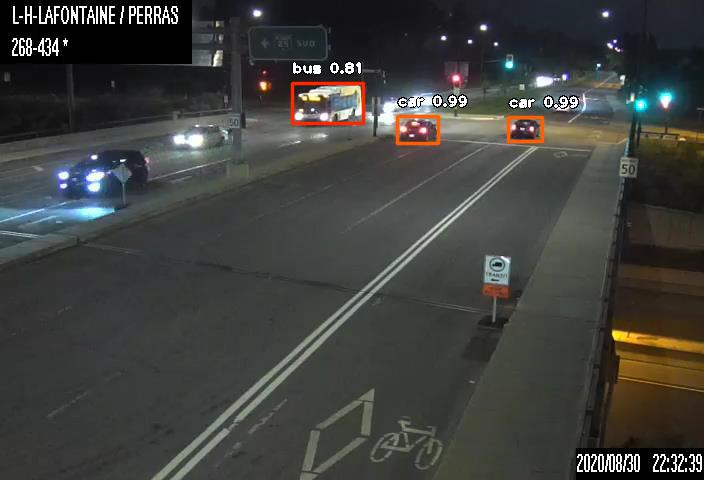 L-H-LAFONTAINE / PERRAS
268-434 *
25 SUD
bus 0.81
car 0.99
car 0.99
50
50
TRANSIT
2020/08/30 22:32:39